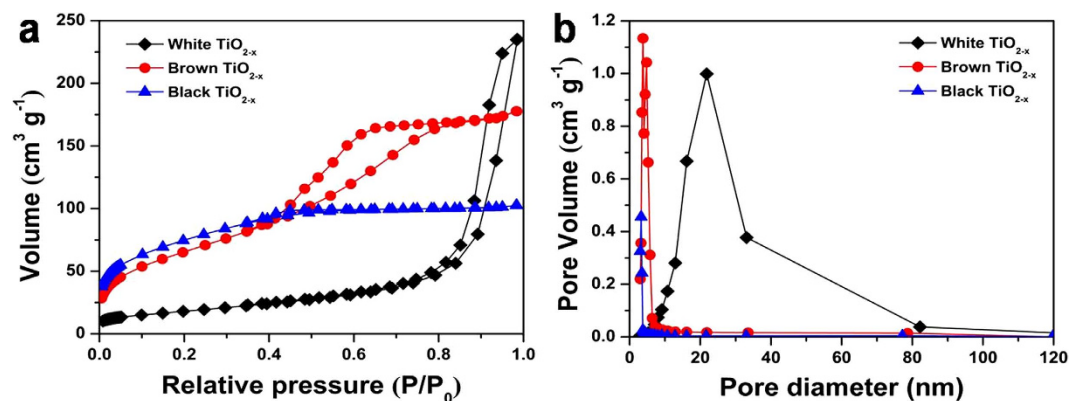 a
White TiO2-x
Brown TiO2-x
Black TiO2-x
250
200
150
100
50
0
0.0 0.2 0.4 0.6 0.8 1.0
Volume (cm³ g⁻¹)
Relative pressure (P/P0)
b
White TiO2-x
Brown TiO2-x
Black TiO2-x
1.2
1.0
0.8
0.6
0.4
0.2
0.0
0 20 40 60 80 100 120
Pore Volume (cm³ g⁻¹)
Pore diameter (nm)